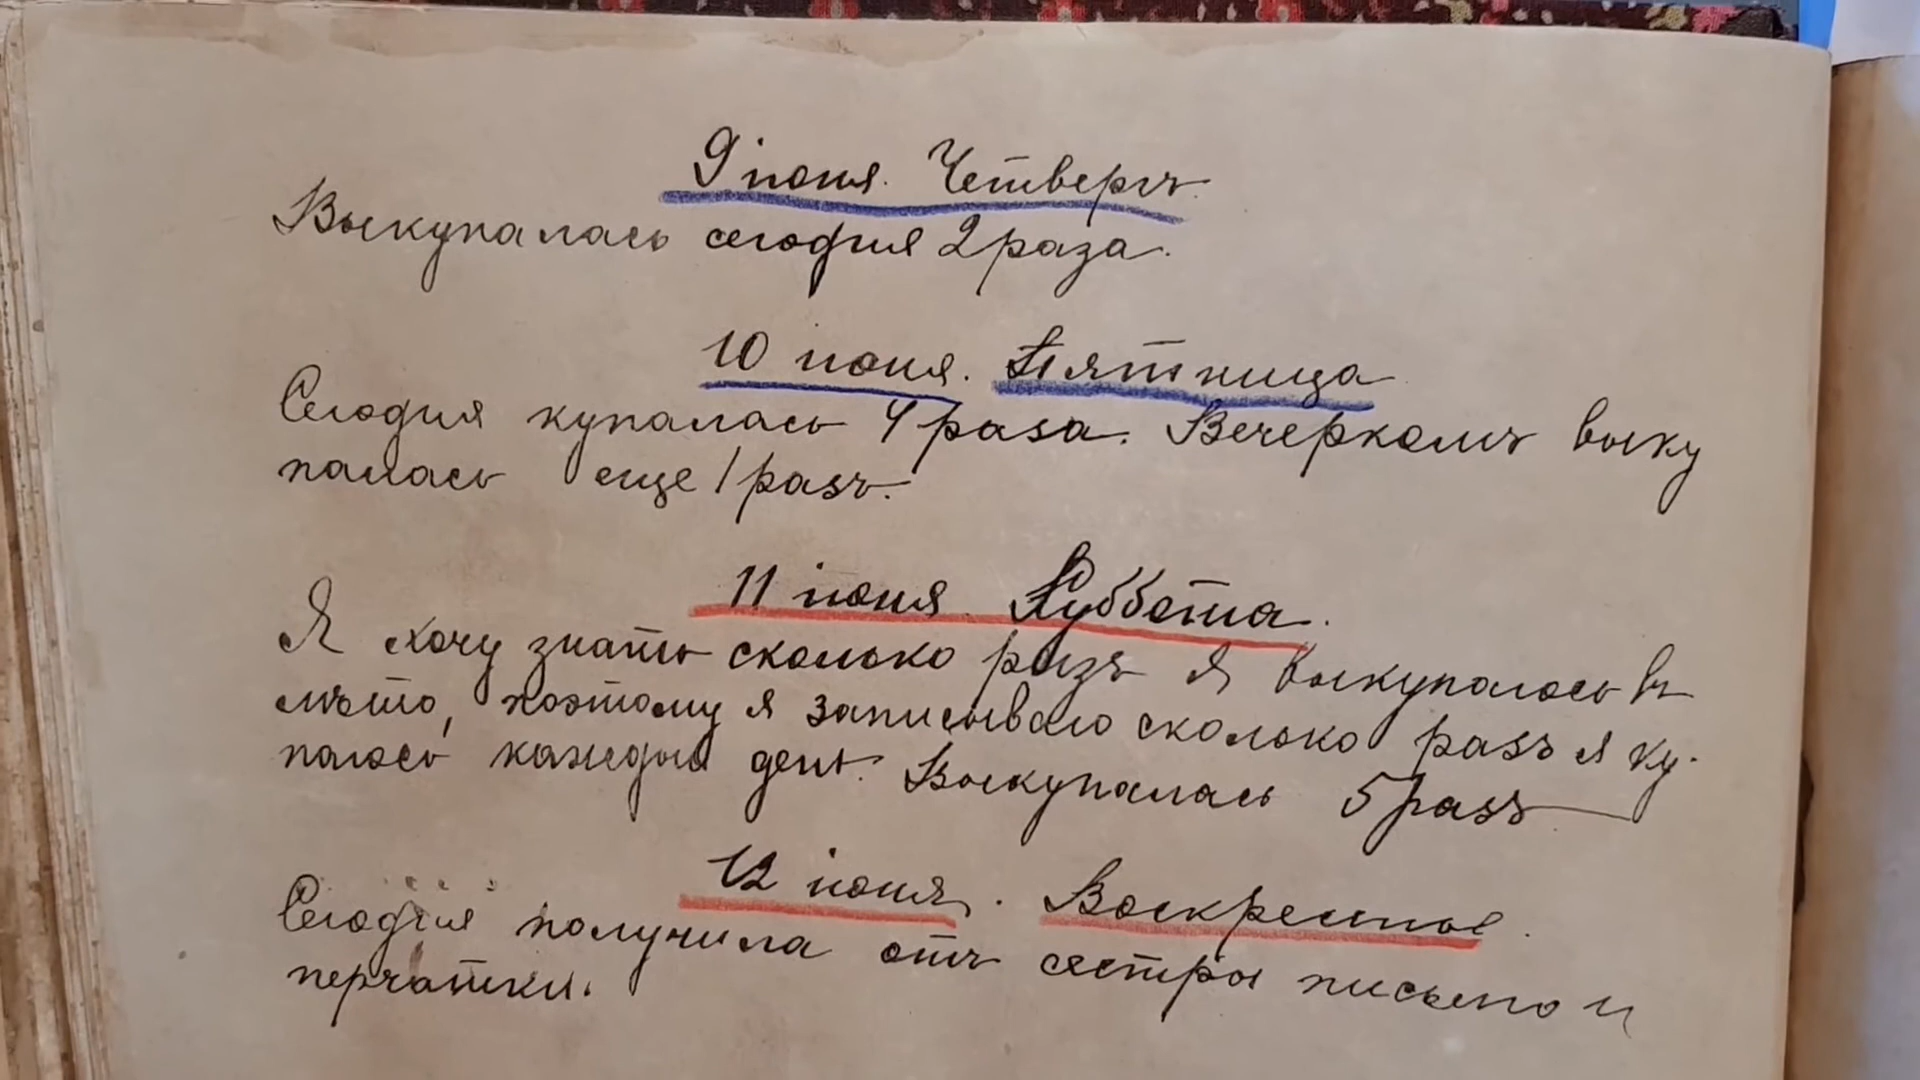 9 іюня. Четвергъ.
Выкупалась сегодня 2 раза.
10 іюня. Пятница
Сегодня купалась 4 раза. Вечеркомъ выку
палась еще 1 разъ.
11 іюня. Суббота.
Я хочу знать сколько разъ я выкупалась въ
лѣто, поэтому я записываю сколько разъ я ку-
палась каждый день. Выкупалась 5 разъ
12 іюня. Воскресенье.
Сегодня получила отъ сестры письмо и
перчатки.